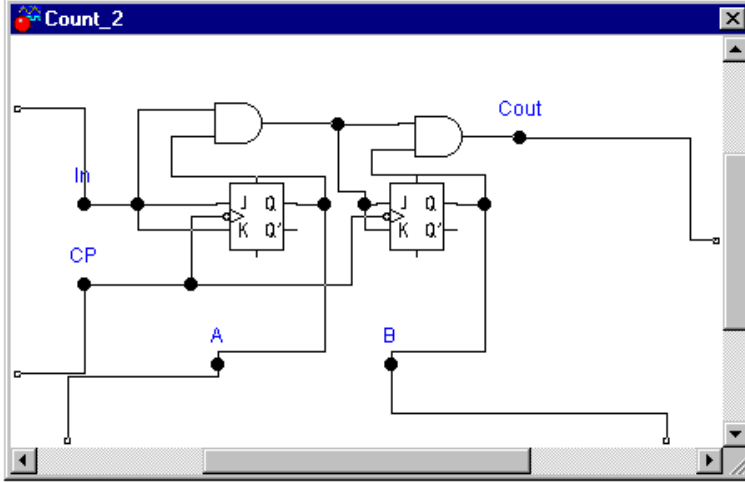 Count_2
Cout
In
J Q
K Q'
J Q
K Q'
CP
A
B